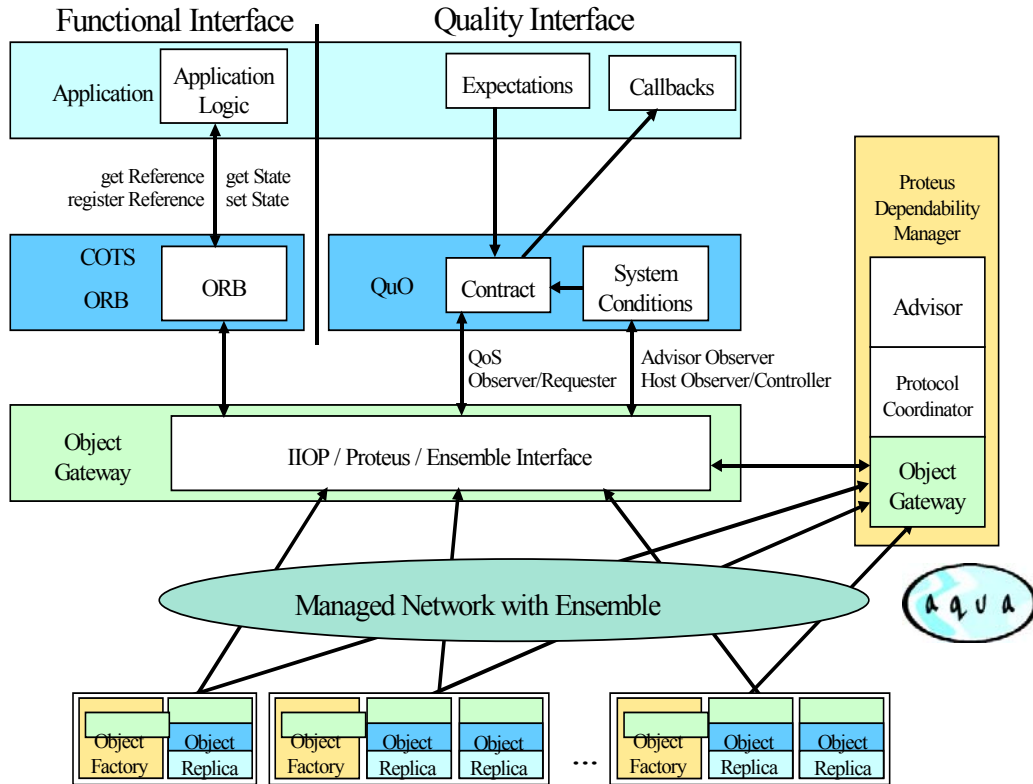 Functional Interface
Quality Interface
Application
Application
Logic
Expectations
Callbacks
get Reference
register Reference
get State
set State
Proteus
Dependability
Manager
COTS
ORB
ORB
QuO
Contract
System
Conditions
Advisor
QoS
Observer/Requester
Advisor Observer
Host Observer/Controller
Protocol
Coordinator
Object
Gateway
IIOP / Proteus / Ensemble Interface
Object
Gateway
Managed Network with Ensemble
aqua
Object
Factory
Object
Replica
Object
Factory
Object
Replica
Object
Replica
...
Object
Factory
Object
Replica
Object
Replica